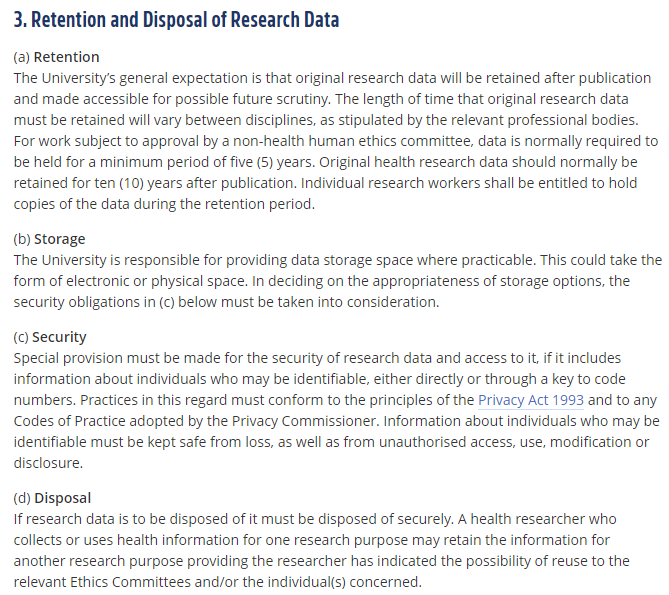 3. Retention and Disposal of Research Data
(a) Retention
The University's general expectation is that original research data will be retained after publication
and made accessible for possible future scrutiny. The length of time that original research data
must be retained will vary between disciplines, as stipulated by the relevant professional bodies.
For work subject to approval by a non-health human ethics committee, data is normally required to
be held for a minimum period of five (5) years. Original health research data should normally be
retained for ten (10) years after publication. Individual research workers shall be entitled to hold
copies of the data during the retention period.
(b) Storage
The University is responsible for providing data storage space where practicable. This could take the
form of electronic or physical space. In deciding on the appropriateness of storage options, the
security obligations in (c) below must be taken into consideration.
(c) Security
Special provision must be made for the security of research data and access to it, if it includes
information about individuals who may be identifiable, either directly or through a key to code
numbers. Practices in this regard must conform to the principles of the Privacy Act 1993 and to any
Codes of Practice adopted by the Privacy Commissioner. Information about individuals who may be
identifiable must be kept safe from loss, as well as from unauthorised access, use, modification or
disclosure.
(d) Disposal
If research data is to be disposed of it must be disposed of securely. A health researcher who
collects or uses health information for one research purpose may retain the information for
another research purpose providing the researcher has indicated the possibility of reuse to the
relevant Ethics Committees and/or the individual(s) concerned.